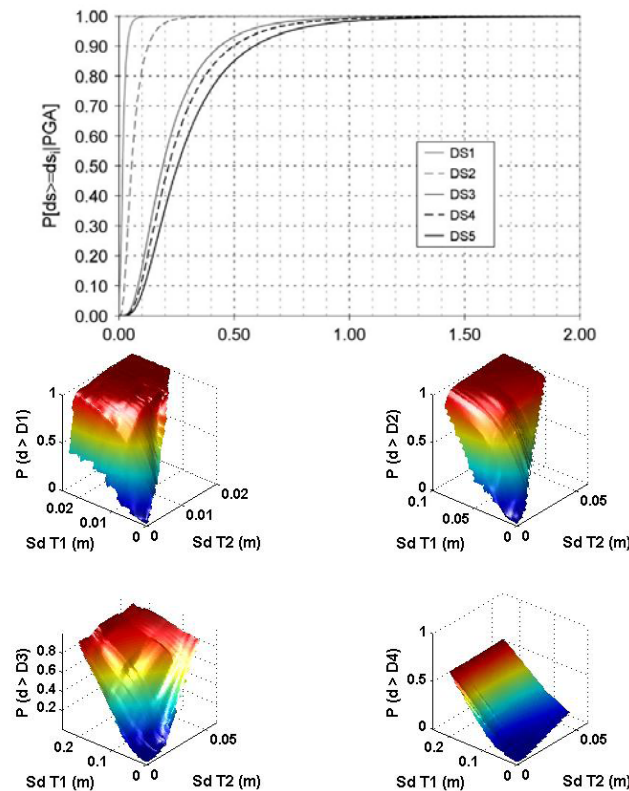 P[ds>=dsi||PGA]
1.00
0.90
0.80
0.70
0.60
0.50
0.40
0.30
0.20
0.10
0.00
DS1
DS2
DS3
DS4
DS5
0.00 0.50 1.00 1.50 2.00
P (d > D1)
1
0.5
0
0.02
0.01
0
Sd T1 (m)
0
0.01
0.02
Sd T2 (m)
P (d > D2)
1
0.5
0
0.1
0.05
0
Sd T1 (m)
0
0.05
Sd T2 (m)
P (d > D3)
0.8
0.6
0.4
0.2
0.2
0.1
0
Sd T1 (m)
0
0.05
Sd T2 (m)
P (d > D4)
1
0.5
0
0.2
0.1
0
Sd T1 (m)
0
0.05
Sd T2 (m)